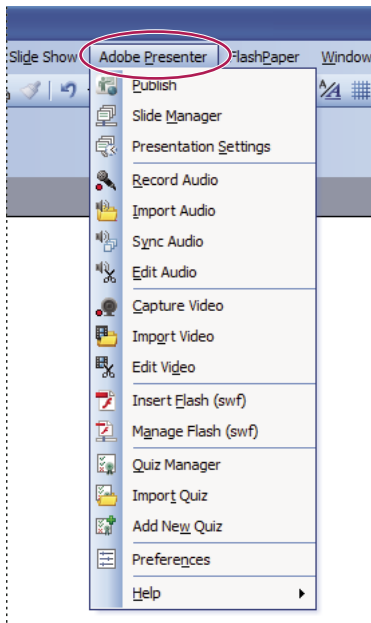 Slide Show Adobe Presenter FlashPaper Window
Publish
Slide Manager
Presentation Settings
Record Audio
Import Audio
Sync Audio
Edit Audio
Capture Video
Import Video
Edit Video
Insert Flash (swf)
Manage Flash (swf)
Quiz Manager
Import Quiz
Add New Quiz
Preferences
Help